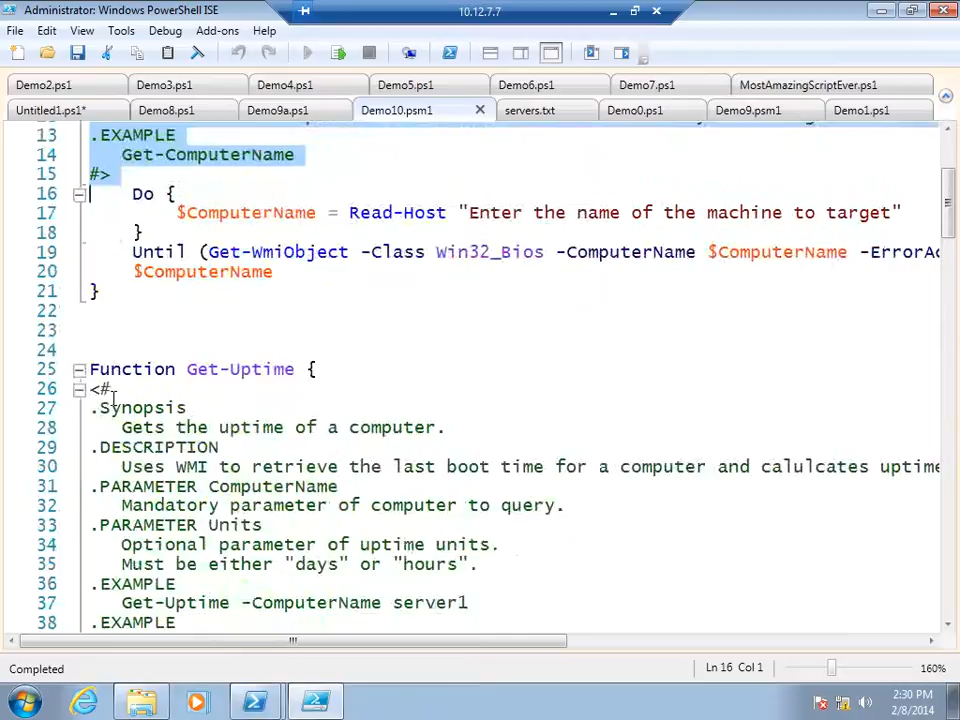 Administrator: Windows PowerShell ISE
10.12.7.7
File Edit View Tools Debug Add-ons Help
Demo2.ps1 Demo3.ps1 Demo4.ps1 Demo5.ps1 Demo6.ps1 Demo7.ps1 MostAmazingScriptEver.ps1
Untitled1.ps1* Demo8.ps1 Demo9a.ps1 Demo10.psm1 servers.txt Demo0.ps1 Demo9.psm1 Demo1.ps1
13 .EXAMPLE
14 Get-ComputerName
15 #>
16 Do {
17 $ComputerName = Read-Host "Enter the name of the machine to target"
18 }
19 Until (Get-WmiObject -Class Win32_Bios -ComputerName $ComputerName -ErrorAc
20 $ComputerName
21 }
22
23
24
25 Function Get-Uptime {
26 <#
27 .Synopsis
28 Gets the uptime of a computer.
29 .DESCRIPTION
30 Uses WMI to retrieve the last boot time for a computer and calulcates uptime
31 .PARAMETER ComputerName
32 Mandatory parameter of computer to query.
33 .PARAMETER Units
34 Optional parameter of uptime units.
35 Must be either "days" or "hours".
36 .EXAMPLE
37 Get-Uptime -ComputerName server1
38 .EXAMPLE
Completed Ln 16 Col 1 160%
2:30 PM
2/8/2014